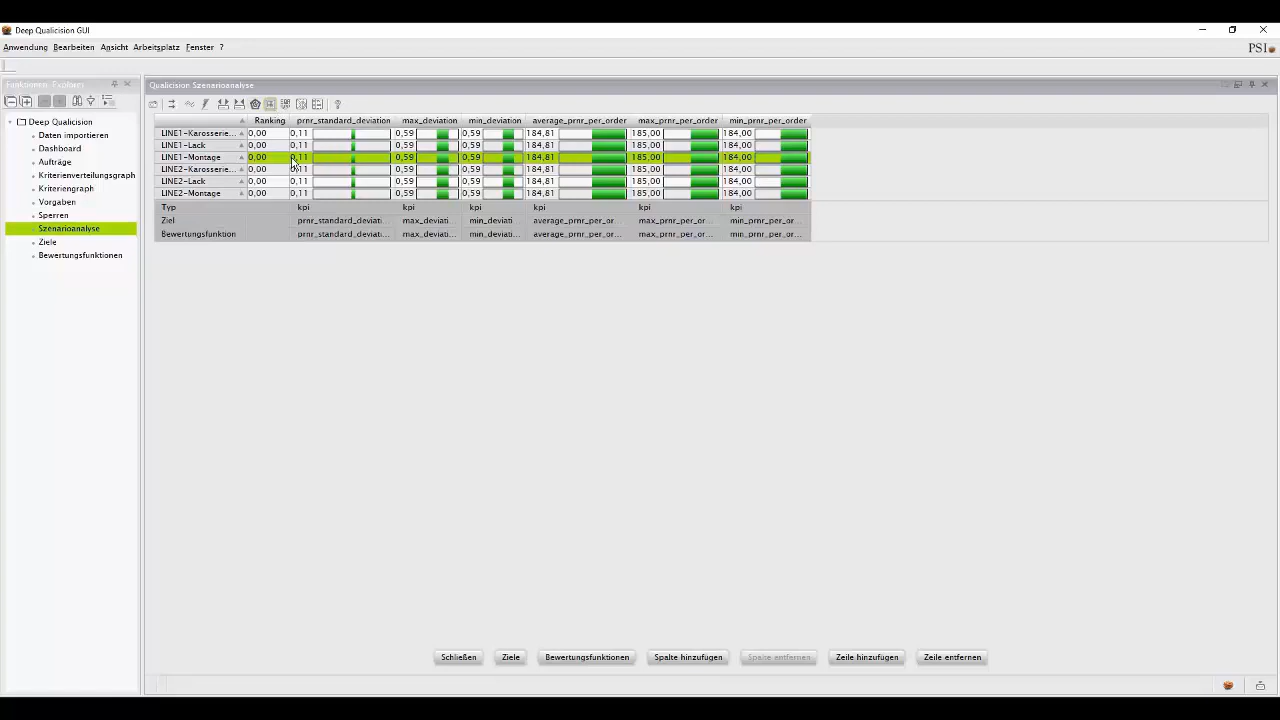 Deep Qualicision GUI
Anwendung Bearbeiten Ansicht Arbeitsplatz Fenster ?
PSI
Funktionen Explorer
Qualicision Szenarioanalyse
Deep Qualicision
Daten importieren
Dashboard
Aufträge
Kriterienverteilungsgraph
Kriteriengraph
Vorgaben
Sperren
Szenarioanalyse
Ziele
Bewertungsfunktionen
Ranking prnr_standard_deviation max_deviation min_deviation average_prnr_per_order max_prnr_per_order min_prnr_per_order
LINE1-Karosserie... 0,00 0,11 0,59 0,59 184,81 185,00 184,00
LINE1-Lack 0,00 0,11 0,59 0,59 184,81 185,00 184,00
LINE1-Montage 0,00 0,11 0,59 0,59 184,81 185,00 184,00
LINE2-Karosserie... 0,00 0,11 0,59 0,59 184,81 185,00 184,00
LINE2-Lack 0,00 0,11 0,59 0,59 184,81 185,00 184,00
LINE2-Montage 0,00 0,11 0,59 0,59 184,81 185,00 184,00
Typ kpi kpi kpi kpi kpi kpi
Ziel prnr_standard_deviati... max_deviati... min_deviati... average_prnr_per_or... max_prnr_per_or... min_prnr_per_or...
Bewertungsfunktion prnr_standard_deviati... max_deviati... min_deviati... average_prnr_per_or... max_prnr_per_or... min_prnr_per_or...
Schließen Ziele Bewertungsfunktionen Spalte hinzufügen Spalte entfernen Zeile hinzufügen Zeile entfernen